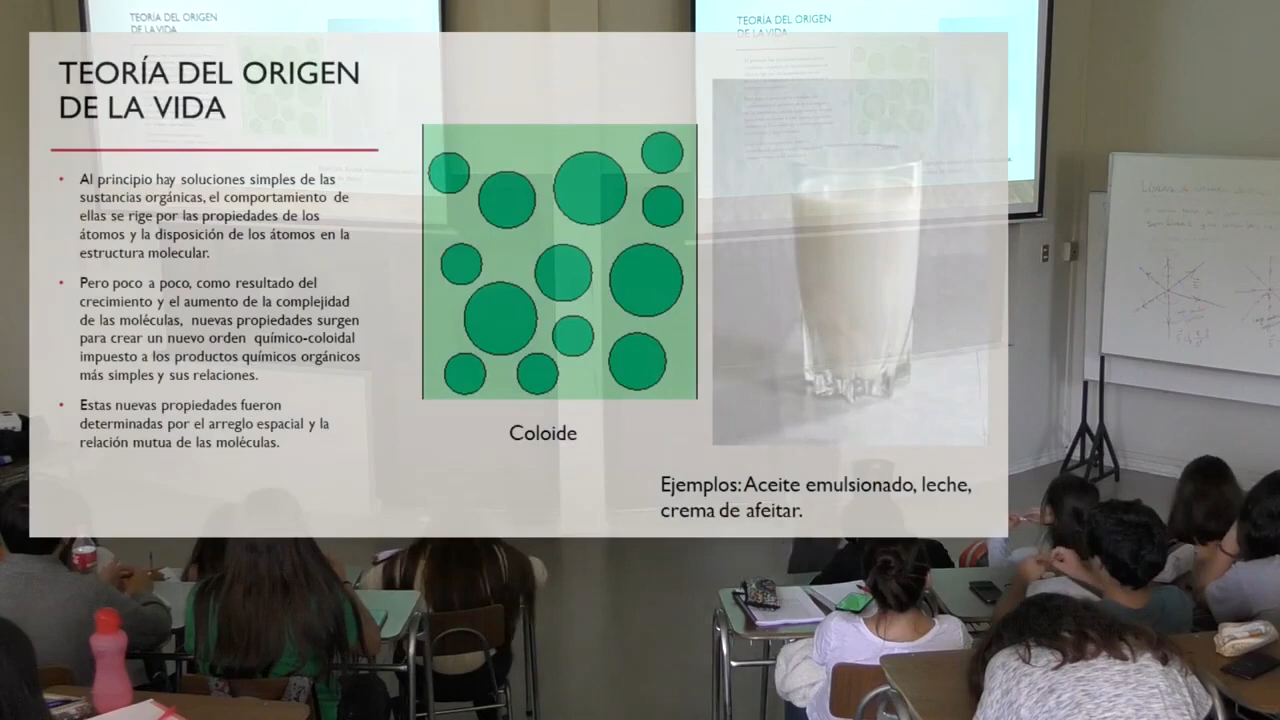 TEORÍA DEL ORIGEN
DE LA VIDA
TEORÍA DEL ORIGEN
DE LA VIDA
TEORÍA DEL ORIGEN
DE LA VIDA
• Al principio hay soluciones simples de las
sustancias orgánicas, el comportamiento de
ellas se rige por las propiedades de los
átomos y la disposición de los átomos en la
estructura molecular.
• Pero poco a poco, como resultado del
crecimiento y el aumento de la complejidad
de las moléculas, nuevas propiedades surgen
para crear un nuevo orden químico-coloidal
impuesto a los productos químicos orgánicos
más simples y sus relaciones.
• Estas nuevas propiedades fueron
determinadas por el arreglo espacial y la
relación mutua de las moléculas.
Coloide
Ejemplos: Aceite emulsionado, leche,
crema de afeitar.